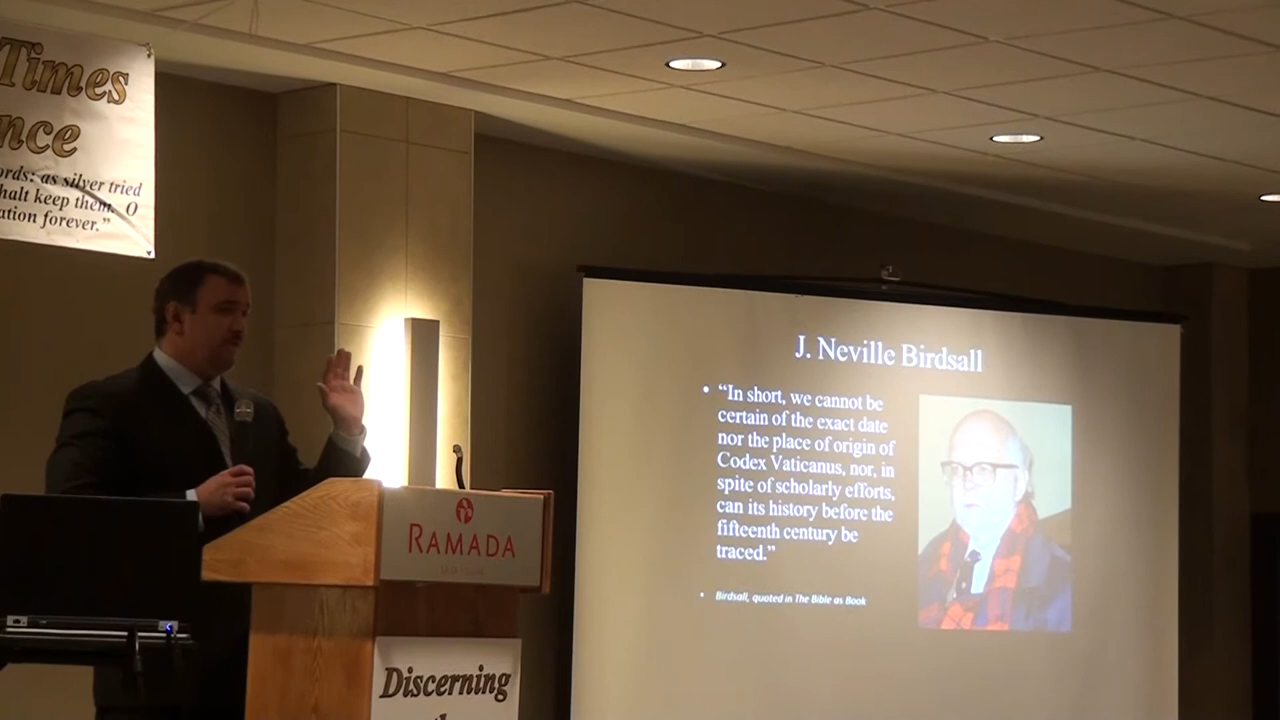 Times
nce
ords: as silver tried
halt keep them, O
ation forever."
J. Neville Birdsall
• "In short, we cannot be
certain of the exact date
nor the place of origin of
Codex Vaticanus, nor, in
spite of scholarly efforts,
can its history before the
fifteenth century be
traced."
• Birdsall, quoted in The Bible as Book
RAMADA
Discerning